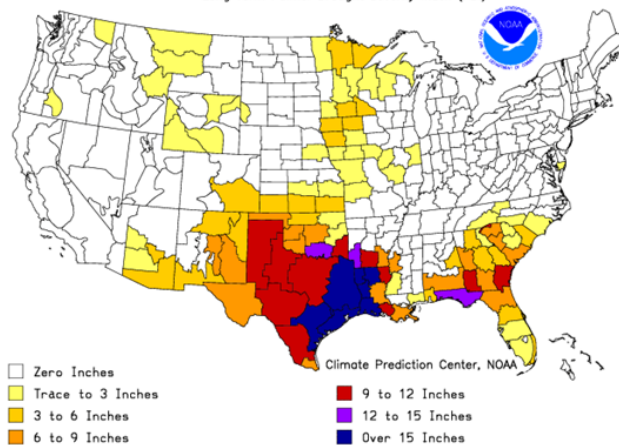 NOAA
Climate Prediction Center, NOAA
Zero Inches
Trace to 3 Inches
3 to 6 Inches
6 to 9 Inches
9 to 12 Inches
12 to 15 Inches
Over 15 Inches